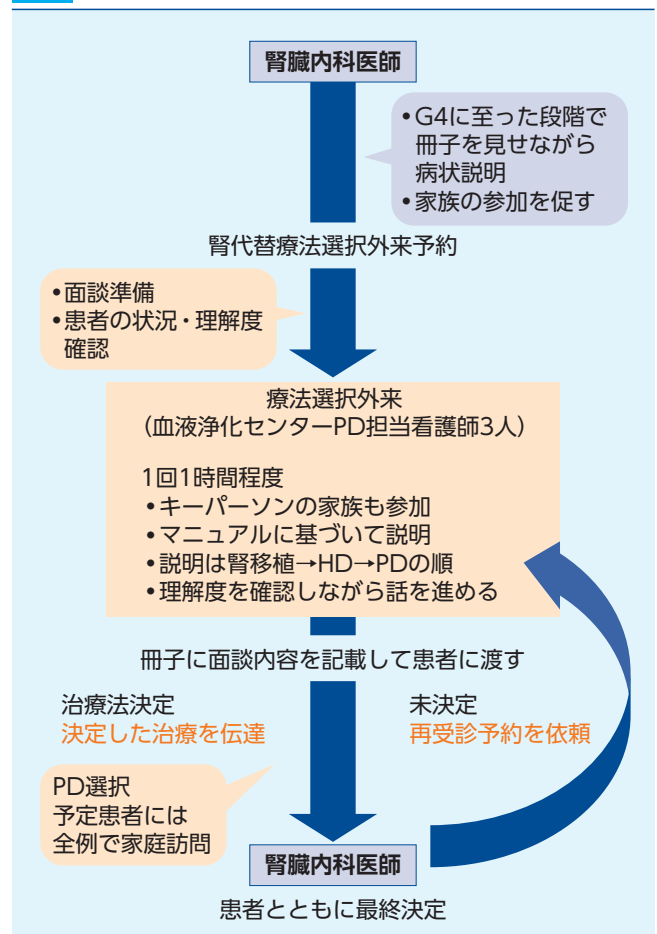 腎臓内科医師
•G4に至った段階で
冊子を見せながら
病状説明
•家族の参加を促す
腎代替療法選択外来予約
•面談準備
•患者の状況・理解度
確認
療法選択外来
（血液浄化センターPD担当看護師3人）
1回1時間程度
•キーパーソンの家族も参加
•マニュアルに基づいて説明
•説明は腎移植→HD→PDの順
•理解度を確認しながら話を進める
冊子に面談内容を記載して患者に渡す
治療法決定
決定した治療を伝達
未決定
再受診予約を依頼
PD選択
予定患者には
全例で家庭訪問
腎臓内科医師
患者とともに最終決定